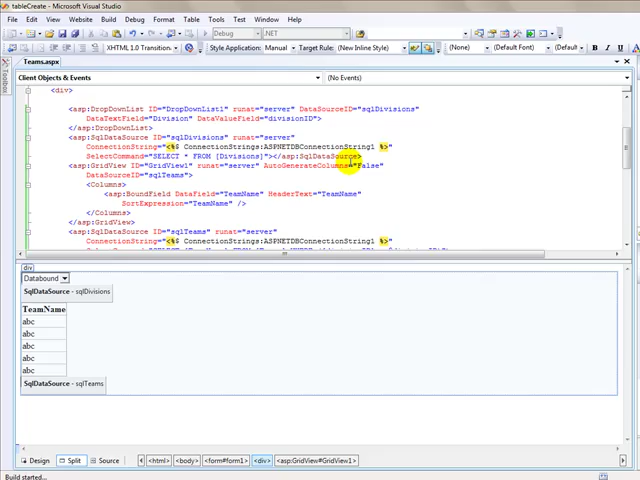 tableCreate - Microsoft Visual Studio
File Edit View Website Build Debug Format Table Tools Test Window Help
Debug .NET
XHTML 1.0 Transition Style Application: Manual Target Rule: (New Inline Style) (None) (Default Font) (Default B I U
Toolbox
Teams.aspx
Client Objects & Events (No Events)
<div>
<asp:DropDownList ID="DropDownList1" runat="server" DataSourceID="sqlDivisions"
DataTextField="Division" DataValueField="divisionID">
</asp:DropDownList>
<asp:SqlDataSource ID="sqlDivisions" runat="server"
ConnectionString="<%$ ConnectionStrings:ASPNETDBConnectionString1 %>"
SelectCommand="SELECT * FROM [Divisions]"></asp:SqlDataSource>
<asp:GridView ID="GridView1" runat="server" AutoGenerateColumns="False"
DataSourceID="sqlTeams">
<Columns>
<asp:BoundField DataField="TeamName" HeaderText="TeamName"
SortExpression="TeamName" />
</Columns>
</asp:GridView>
<asp:SqlDataSource ID="sqlTeams" runat="server"
ConnectionString="<%$ ConnectionStrings:ASPNETDBConnectionString1 %>"
div
Databound
SqlDataSource - sqlDivisions
TeamName
abc
abc
abc
abc
abc
SqlDataSource - sqlTeams
Design Split Source <html> <body> <form#form1> <div> <asp:GridView#GridView1>
Build started...